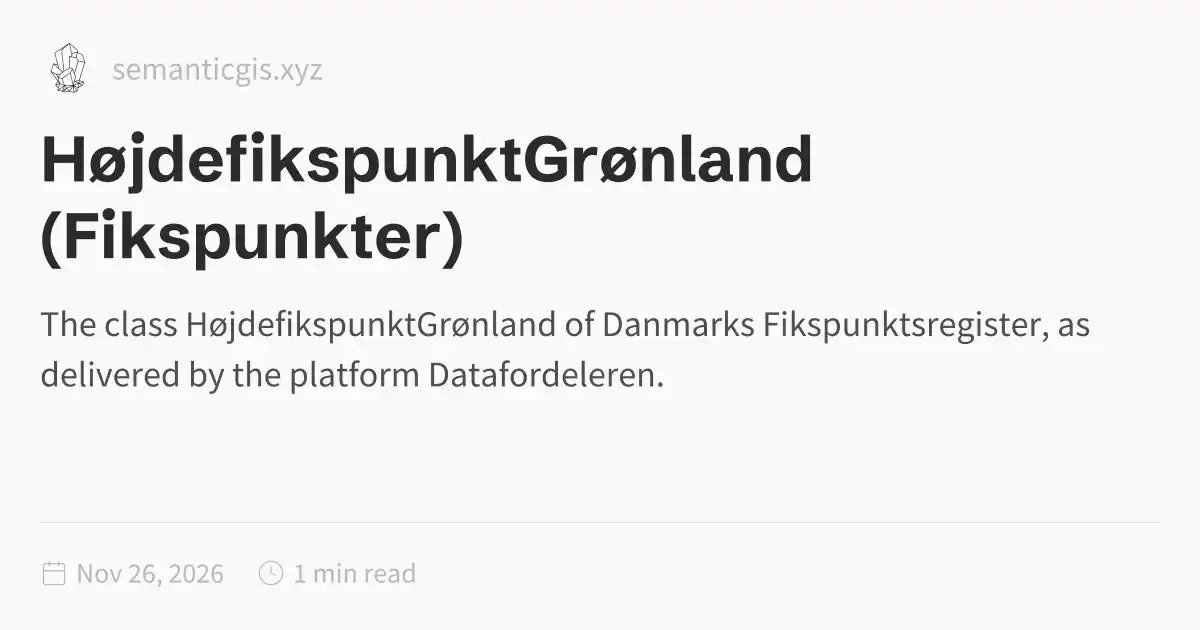 semanticgis.xyz
HøjdefikspunktGrønland
(Fikspunkter)
The class HøjdefikspunktGrønland of Danmarks Fikspunktsregister, as
delivered by the platform Datafordeleren.
Nov 26, 2026 1 min read